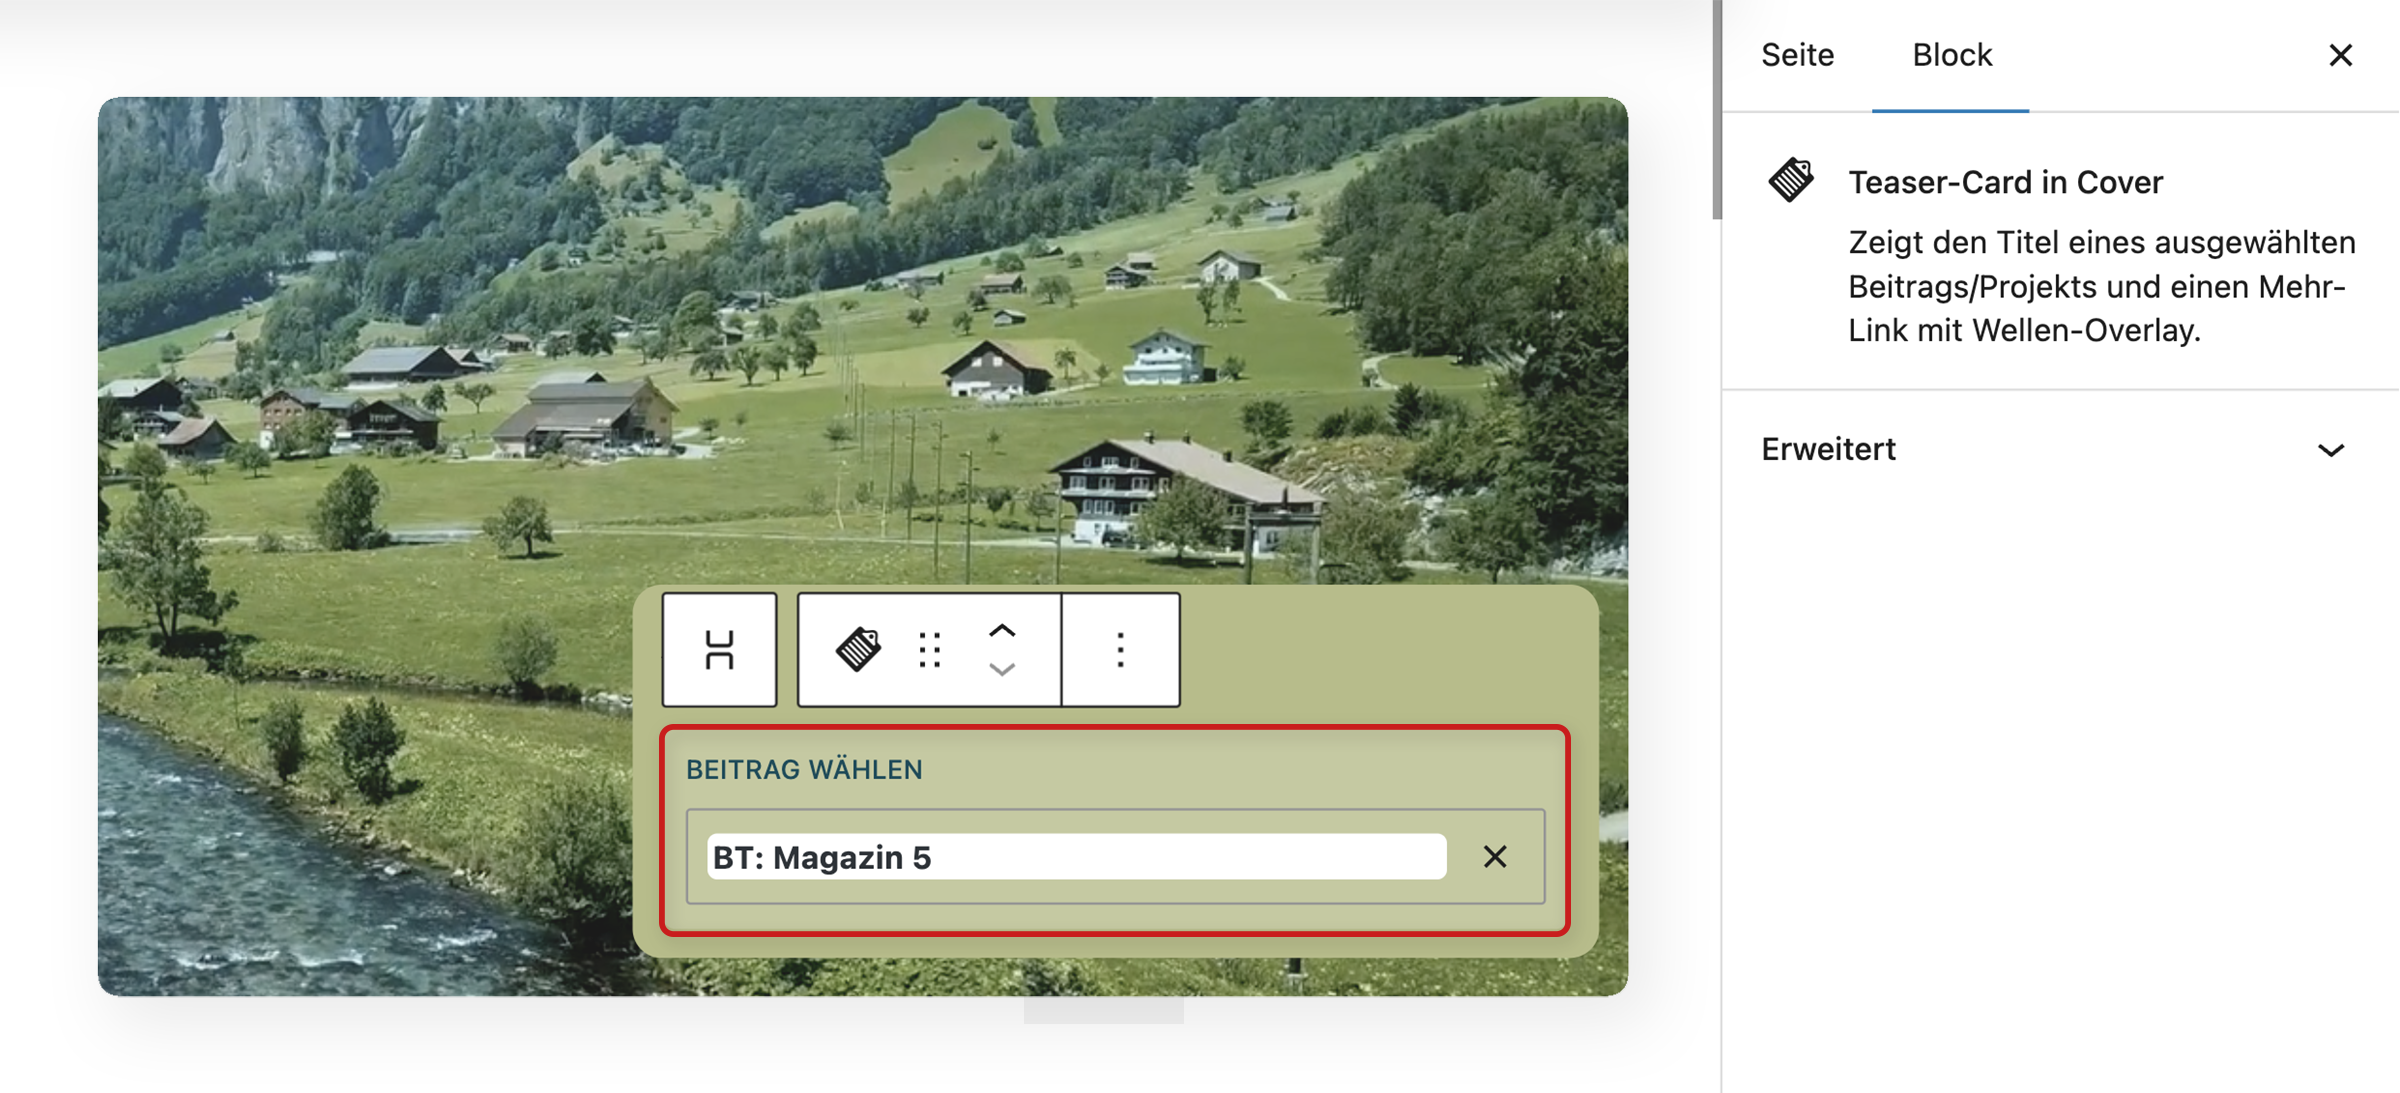 Seite
Block
Teaser-Card in Cover
Zeigt den Titel eines ausgewählten
Beitrags/Projekts und einen Mehr-
Link mit Wellen-Overlay.
Erweitert
BEITRAG WÄHLEN
BT: Magazin 5